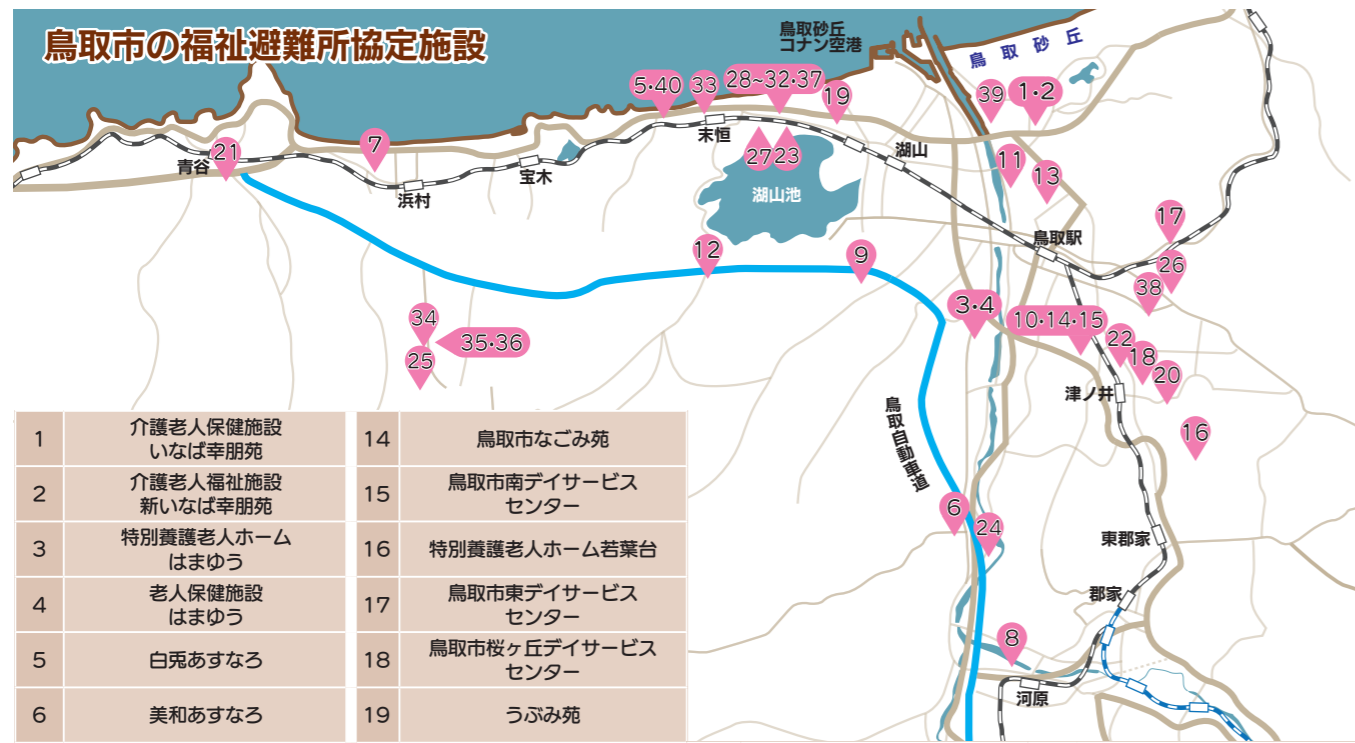 鳥取市の福祉避難所協定施設
鳥取砂丘
コナン空港
鳥取砂丘
5・40
33
28~32・37
19
39
1・2
末恒
湖山
21
青谷
7
浜村
宝木
27
23
湖山池
11
13
17
鳥取駅
12
9
26
38
34
35・36
25
3・4
10・14・15
22
18
20
津ノ井
16
鳥取自動車道
6
24
東郡家
郡家
8
河原
1
介護老人保健施設
いなば幸朋苑
2
介護老人福祉施設
新いなば幸朋苑
3
特別養護老人ホーム
はまゆう
4
老人保健施設
はまゆう
5
白兎あすなろ
6
美和あすなろ
14
鳥取市なごみ苑
15
鳥取市南デイサービス
センター
16
特別養護老人ホーム若葉台
17
鳥取市東デイサービス
センター
18
鳥取市桜ヶ丘デイサービス
センター
19
うぶみ苑